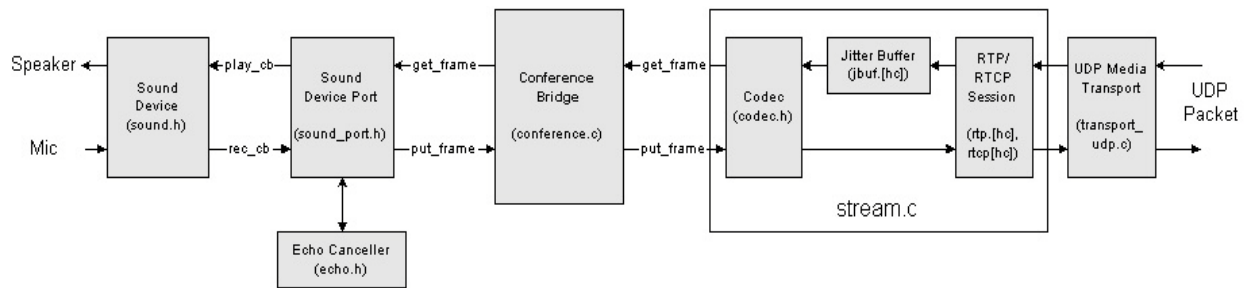 Speaker
Mic
Sound
Device
(sound.h)
play_cb
rec_cb
Sound
Device Port
(sound_port.h)
Echo Canceller
(echo.h)
get_frame
put_frame
Conference
Bridge
(conference.c)
get_frame
put_frame
Codec
(codec.h)
Jitter Buffer
(jbuf.[hc])
RTP/
RTCP
Session
(rtp.[hc],
rtcp[hc])
stream.c
UDP Media
Transport
(transport_
udp.c)
UDP
Packet